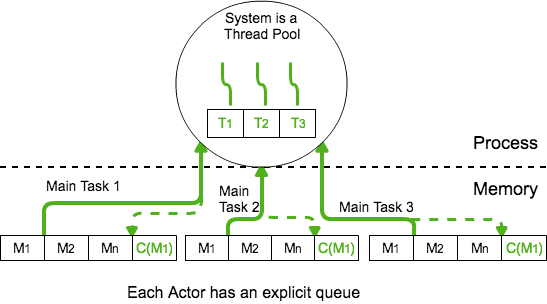 System is a
Thread Pool
T1 T2 T3
Process
Main Task 1
Main
Task 2
Main Task 3
Memory
M1 M2 Mn C(M1) M1 M2 Mn C(M1) M1 M2 Mn C(M1)
Each Actor has an explicit queue